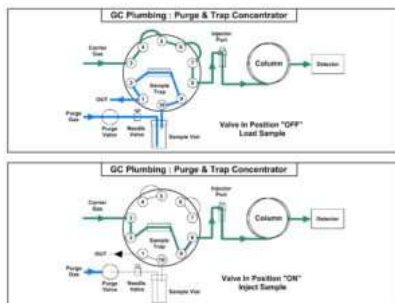 GC Plumbing : Purge & Trap Concentrator
Carrier
Gas
Injector
Port
Column
Detector
Sample
Trap
OUT
Purge
Gas
Purge
Valve
Needle
Valve
Sample Vial
Valve In Position "OFF"
Load Sample
GC Plumbing : Purge & Trap Concentrator
Carrier
Gas
Injector
Port
Column
Detector
Sample
Trap
OUT
Purge
Gas
Purge
Valve
Needle
Valve
Sample Vial
Valve In Position "ON"
Inject Sample